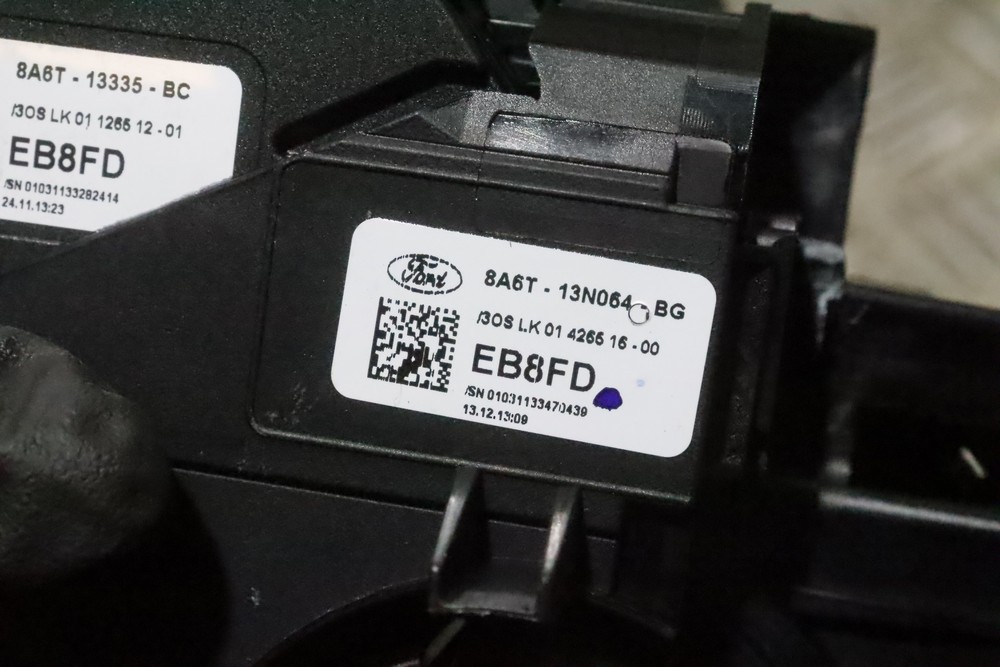 8A6T - 13335 - BC
/3OS LK 01 1265 12 - 01
EB8FD
/SN 01031133282414
24.11.13:23
Ford
8A6T - 13N064 - BG
/3OS LK 01 4265 16 - 00
EB8FD
/SN 01031133470439
13.12.13:09